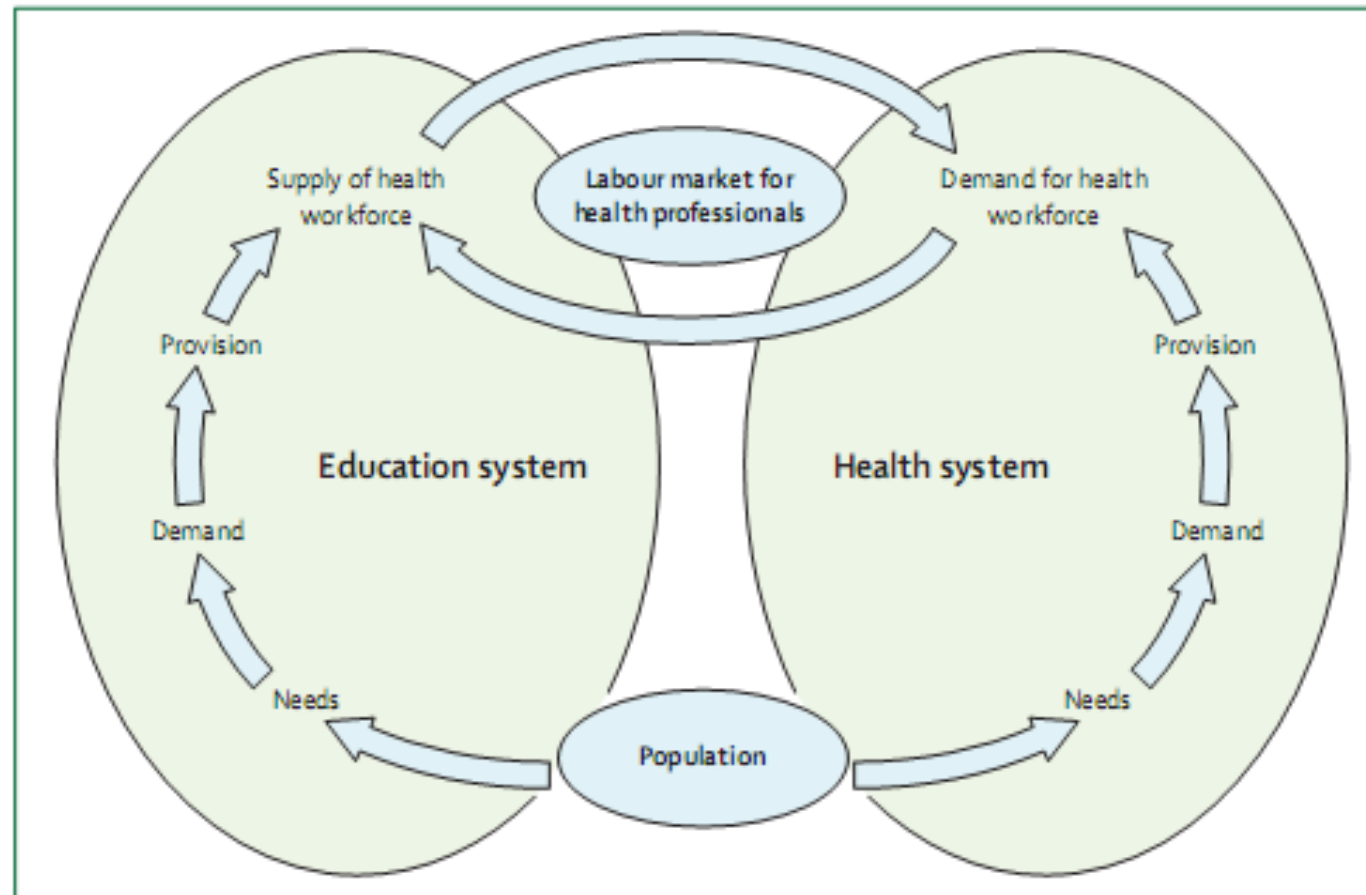 Supply of health
workforce
Labour market for
health professionals
Demand for health
workforce
Provision
Provision
Education system
Health system
Demand
Demand
Needs
Needs
Population